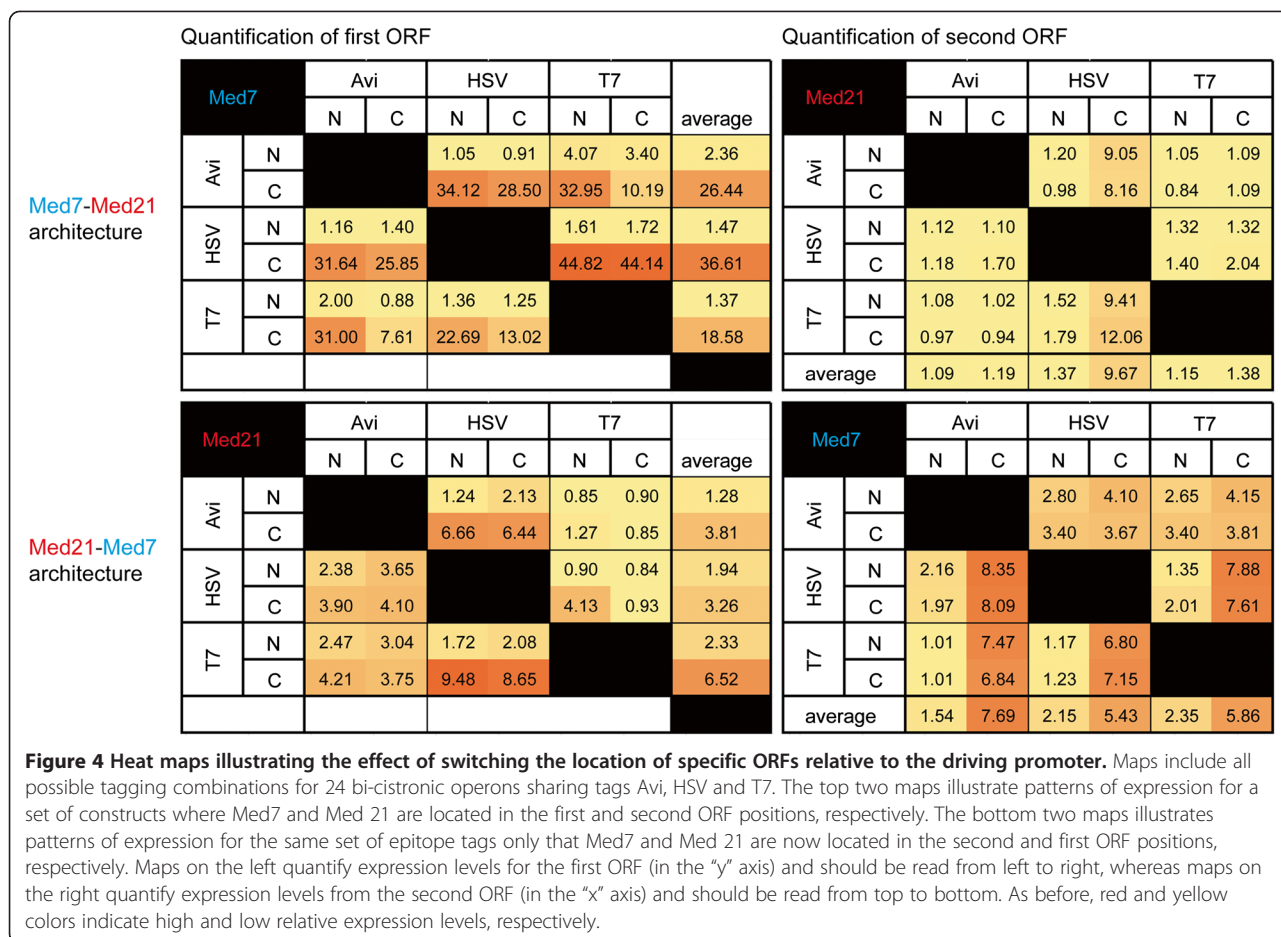 Quantification of first ORF
Quantification of second ORF
Med7-Med21 architecture
Med7 Avi HSV T7
N C N C N C average
Avi N 1.05 0.91 4.07 3.40 2.36
C 34.12 28.50 32.95 10.19 26.44
HSV N 1.16 1.40 1.61 1.72 1.47
C 31.64 25.85 44.82 44.14 36.61
T7 N 2.00 0.88 1.36 1.25 1.37
C 31.00 7.61 22.69 13.02 18.58
Med21 Avi HSV T7
N C N C N C
Avi N 1.20 9.05 1.05 1.09
C 0.98 8.16 0.84 1.09
HSV N 1.12 1.10 1.32 1.32
C 1.18 1.70 1.40 2.04
T7 N 1.08 1.02 1.52 9.41
C 0.97 0.94 1.79 12.06
average 1.09 1.19 1.37 9.67 1.15 1.38
Med21-Med7 architecture
Med21 Avi HSV T7
N C N C N C average
Avi N 1.24 2.13 0.85 0.90 1.28
C 6.66 6.44 1.27 0.85 3.81
HSV N 2.38 3.65 0.90 0.84 1.94
C 3.90 4.10 4.13 0.93 3.26
T7 N 2.47 3.04 1.72 2.08 2.33
C 4.21 3.75 9.48 8.65 6.52
Med7 Avi HSV T7
N C N C N C
Avi N 2.80 4.10 2.65 4.15
C 3.40 3.67 3.40 3.81
HSV N 2.16 8.35 1.35 7.88
C 1.97 8.09 2.01 7.61
T7 N 1.01 7.47 1.17 6.80
C 1.01 6.84 1.23 7.15
average 1.54 7.69 2.15 5.43 2.35 5.86
Figure 4 Heat maps illustrating the effect of switching the location of specific ORFs relative to the driving promoter. Maps include all
possible tagging combinations for 24 bi-cistronic operons sharing tags Avi, HSV and T7. The top two maps illustrate patterns of expression for a
set of constructs where Med7 and Med 21 are located in the first and second ORF positions, respectively. The bottom two maps illustrates
patterns of expression for the same set of epitope tags only that Med7 and Med 21 are now located in the second and first ORF positions,
respectively. Maps on the left quantify expression levels for the first ORF (in the “y” axis) and should be read from left to right, whereas maps on
the right quantify expression levels from the second ORF (in the “x” axis) and should be read from top to bottom. As before, red and yellow
colors indicate high and low relative expression levels, respectively.